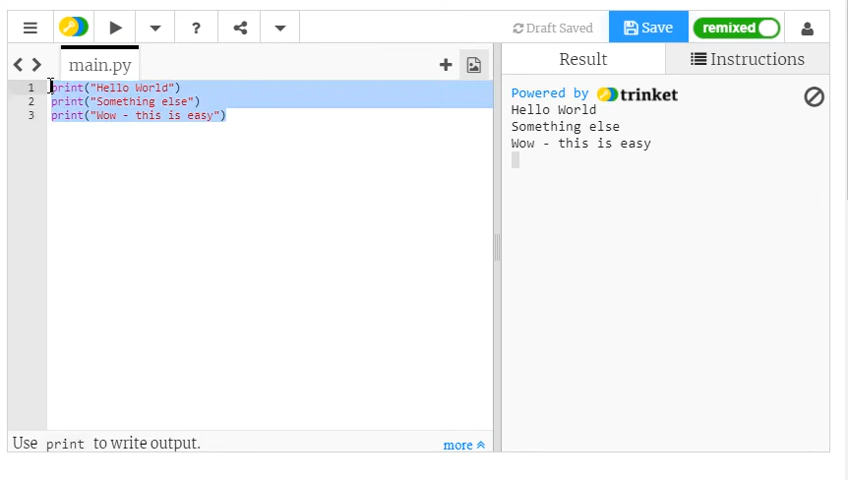 ? Draft Saved Save remixed
main.py
Result Instructions
1 print("Hello World")
2 print("Something else")
3 print("Wow - this is easy")
Powered by trinket
Hello World
Something else
Wow - this is easy
Use print to write output.
more